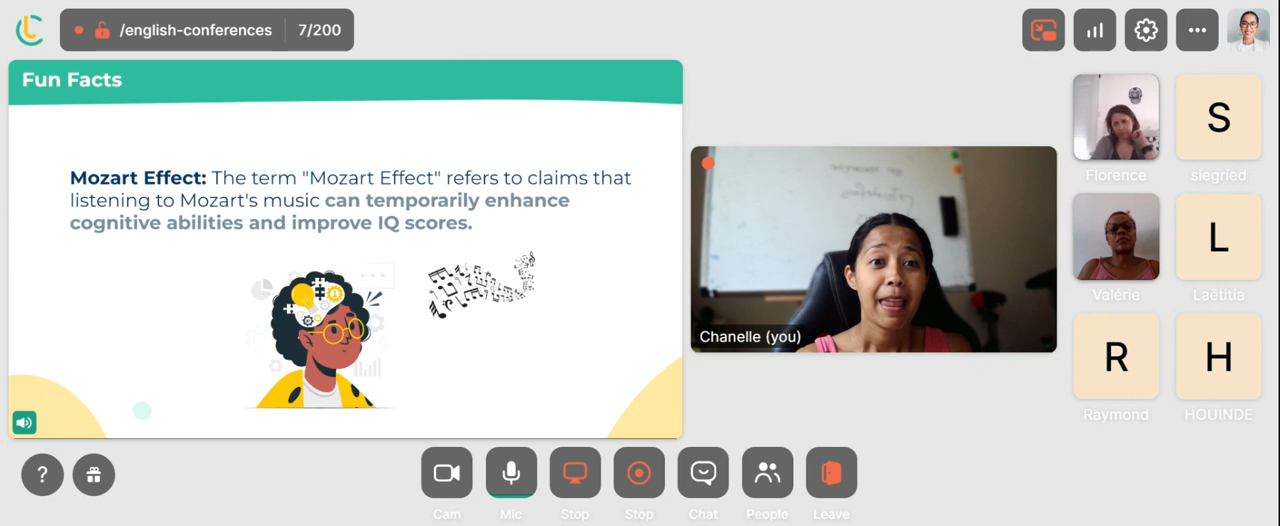 /english-conferences 7/200
Fun Facts
Mozart Effect: The term "Mozart Effect" refers to claims that
listening to Mozart's music can temporarily enhance
cognitive abilities and improve IQ scores.
Chanelle (you)
Florence
S
siegried
Valérie
L
Laëtitia
R
Raymond
H
HOUINDE
?
Cam
Mic
Stop
Stop
Chat
People
Leave